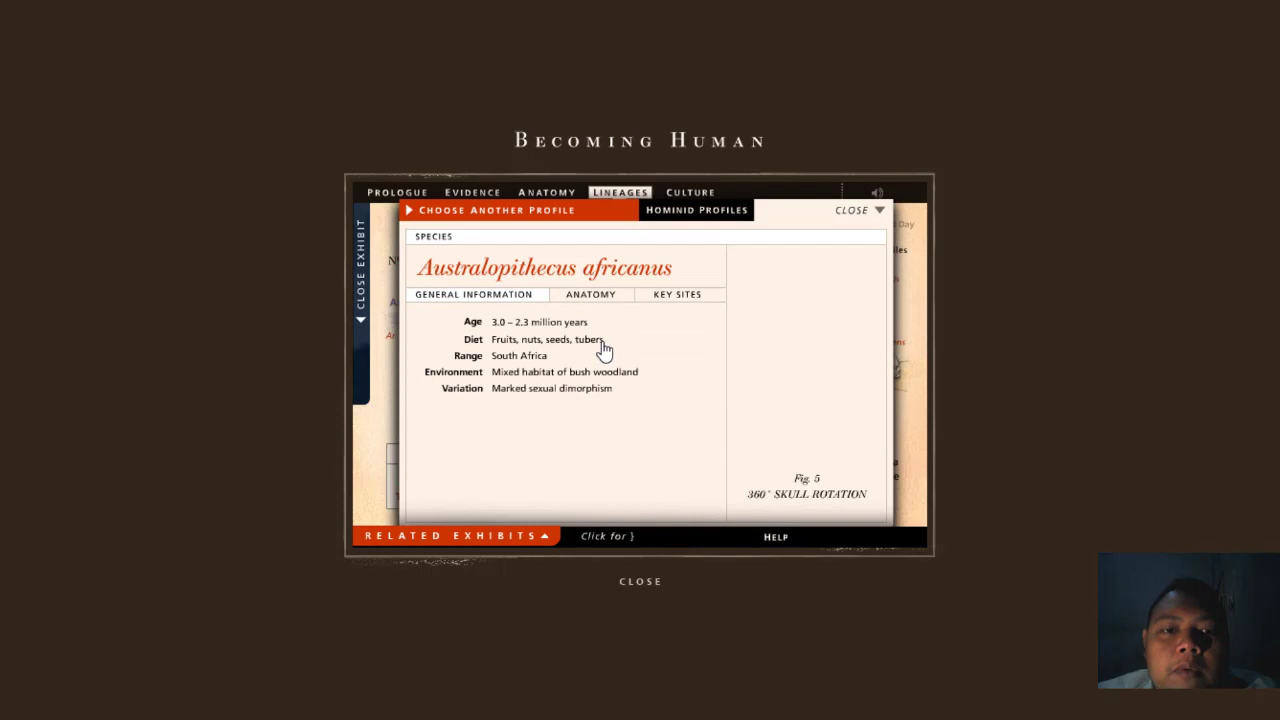 BECOMING HUMAN
PROLOGUE EVIDENCE ANATOMY LINEAGES CULTURE
CHOOSE ANOTHER PROFILE HOMINID PROFILES CLOSE
CLOSE EXHIBIT
Day
SPECIES
Australopithecus africanus
GENERAL INFORMATION ANATOMY KEY SITES
Age 3.0 – 2.3 million years
Diet Fruits, nuts, seeds, tubers
Range South Africa
Environment Mixed habitat of bush woodland
Variation Marked sexual dimorphism
Fig. 5
360° SKULL ROTATION
RELATED EXHIBITS Click for } HELP
CLOSE